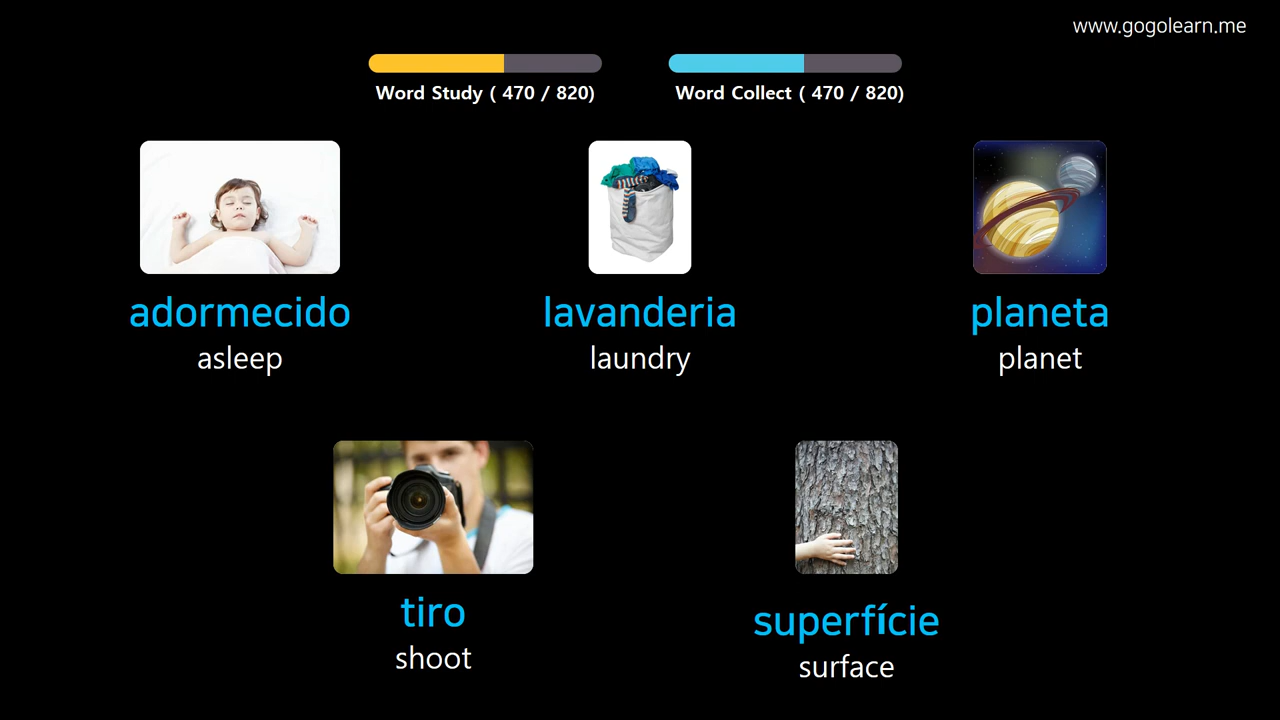 www.gogolearn.me
Word Study ( 470 / 820)
Word Collect ( 470 / 820)
adormecido
asleep
lavanderia
laundry
planeta
planet
tiro
shoot
superfície
surface